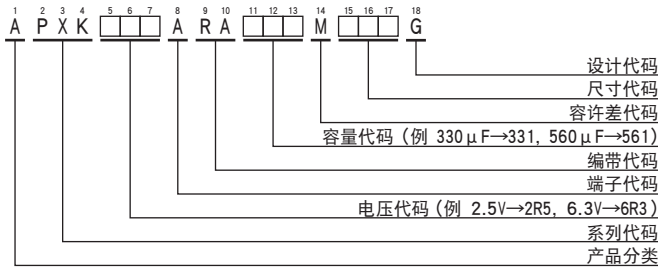 1 2 3 4 5 6 7 8 9 10 11 12 13 14 15 16 17 18
A P X K □□□ A R A □□□ M □□□ G
设计代码
尺寸代码
容许差代码
容量代码（例 330μF→331, 560μF→561）
编带代码
端子代码
电压代码（例 2.5V→2R5, 6.3V→6R3）
系列代码
产品分类